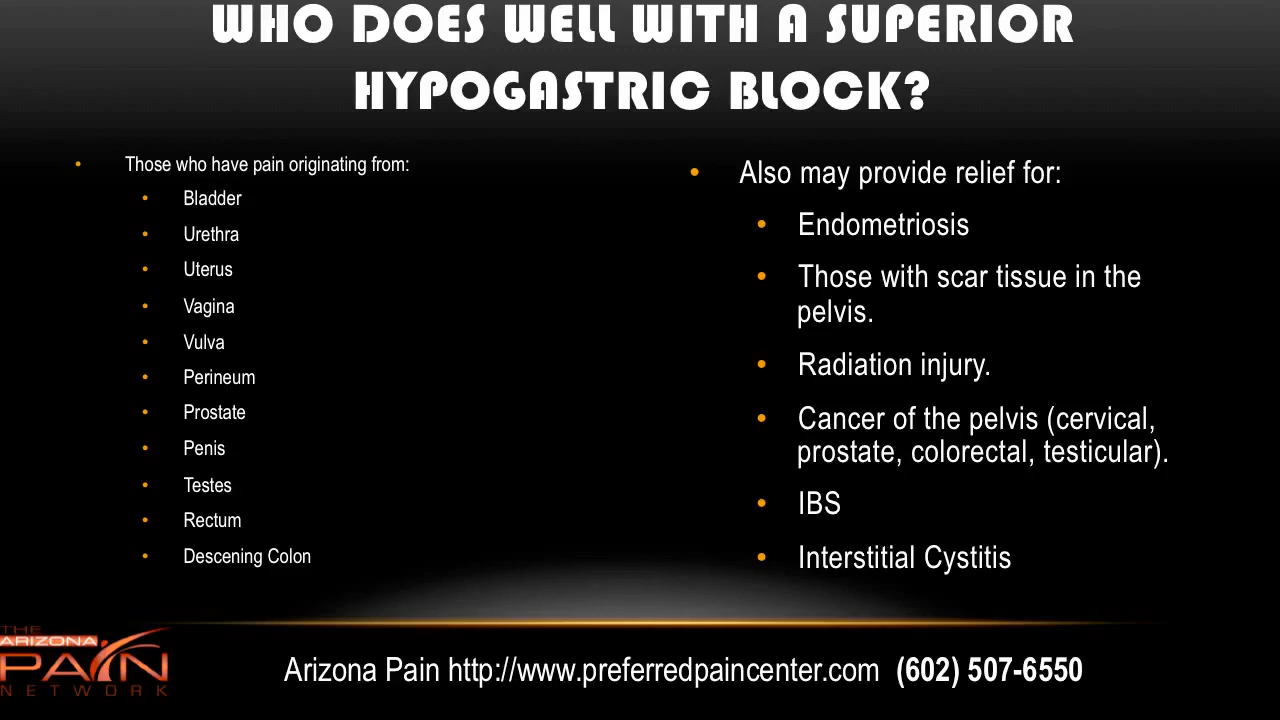 WHO DOES WELL WITH A SUPERIOR
HYPOGASTRIC BLOCK?
• Those who have pain originating from:
• Bladder
• Urethra
• Uterus
• Vagina
• Vulva
• Perineum
• Prostate
• Penis
• Testes
• Rectum
• Descening Colon
• Also may provide relief for:
• Endometriosis
• Those with scar tissue in the
pelvis.
• Radiation injury.
• Cancer of the pelvis (cervical,
prostate, colorectal, testicular).
• IBS
• Interstitial Cystitis
THE
ARIZONA
PAIN
NETWORK
Arizona Pain http://www.preferredpaincenter.com (602) 507-6550